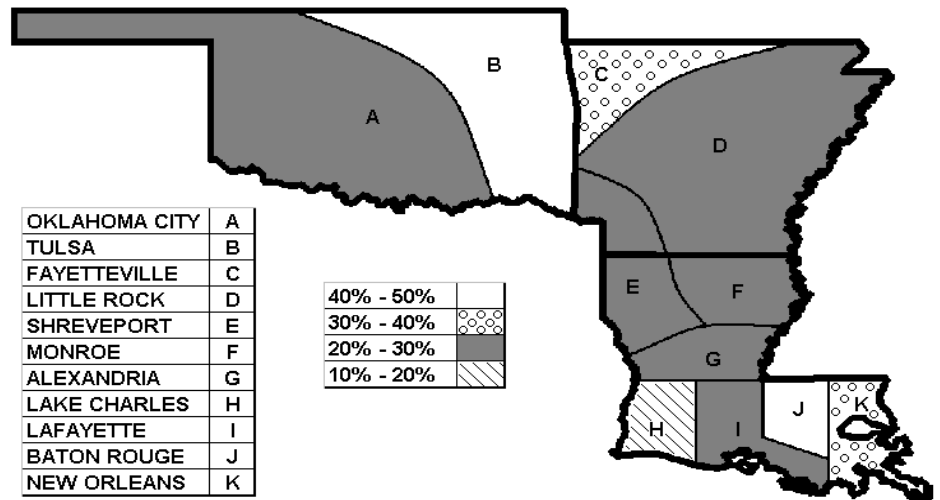 B
C
A
D
OKLAHOMA CITY A
TULSA B
FAYETTEVILLE C
LITTLE ROCK D
SHREVEPORT E
MONROE F
ALEXANDRIA G
LAKE CHARLES H
LAFAYETTE I
BATON ROUGE J
NEW ORLEANS K
40% - 50%
30% - 40%
20% - 30%
10% - 20%
E
F
G
H
I
J
K